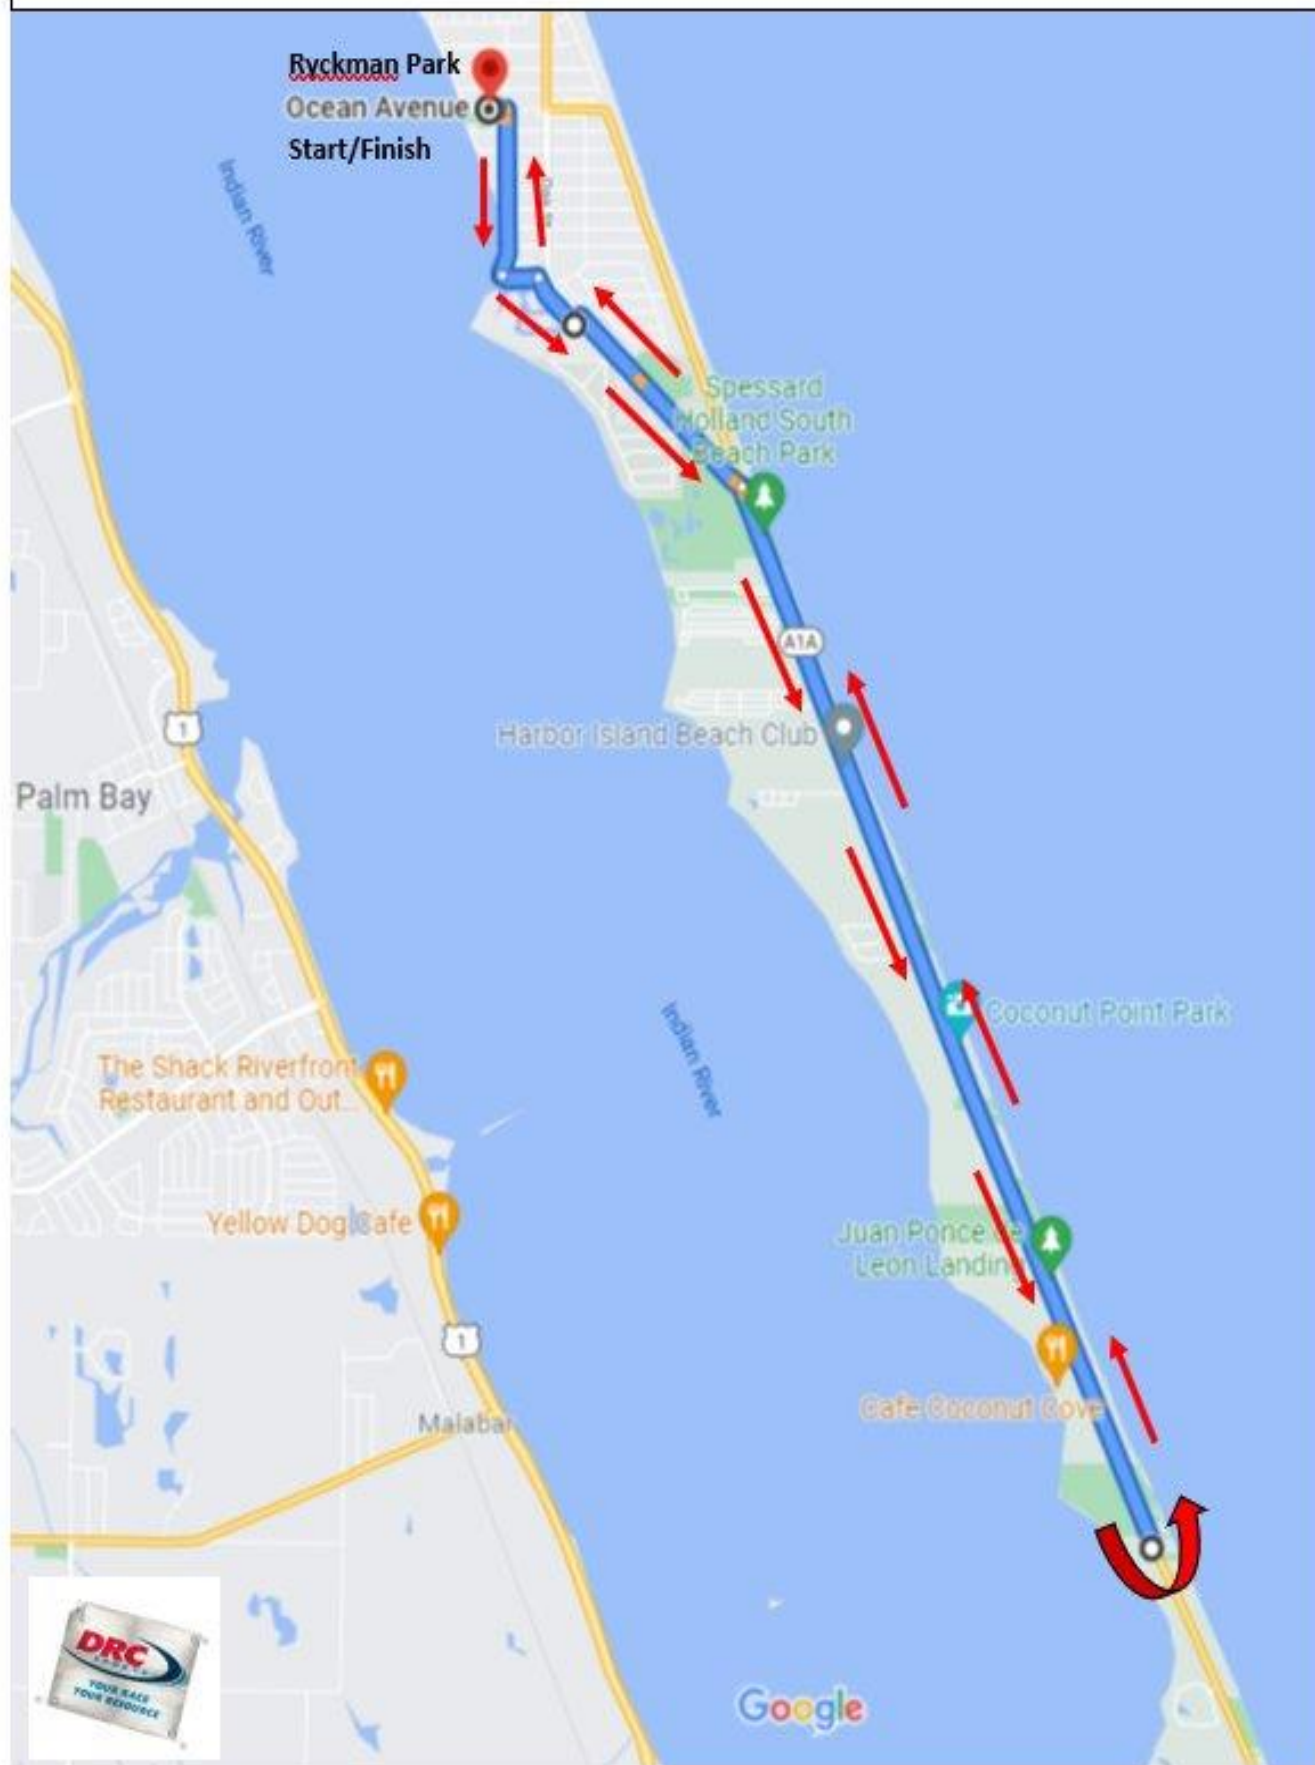 Ryckman Park
Ocean Avenue
Start/Finish
Indian River
Spessard
Holland South
Beach Park
A1A
1
Harbor Island Beach Club
Palm Bay
Coconut Point Park
Indian River
The Shack Riverfront
Restaurant and Out...
Yellow Dog Cafe
Juan Ponce de
Leon Landing
1
Cafe Coconut Cove
Malabar
DRC
SPORTS
YOUR RACE
YOUR RESOURCE
Google